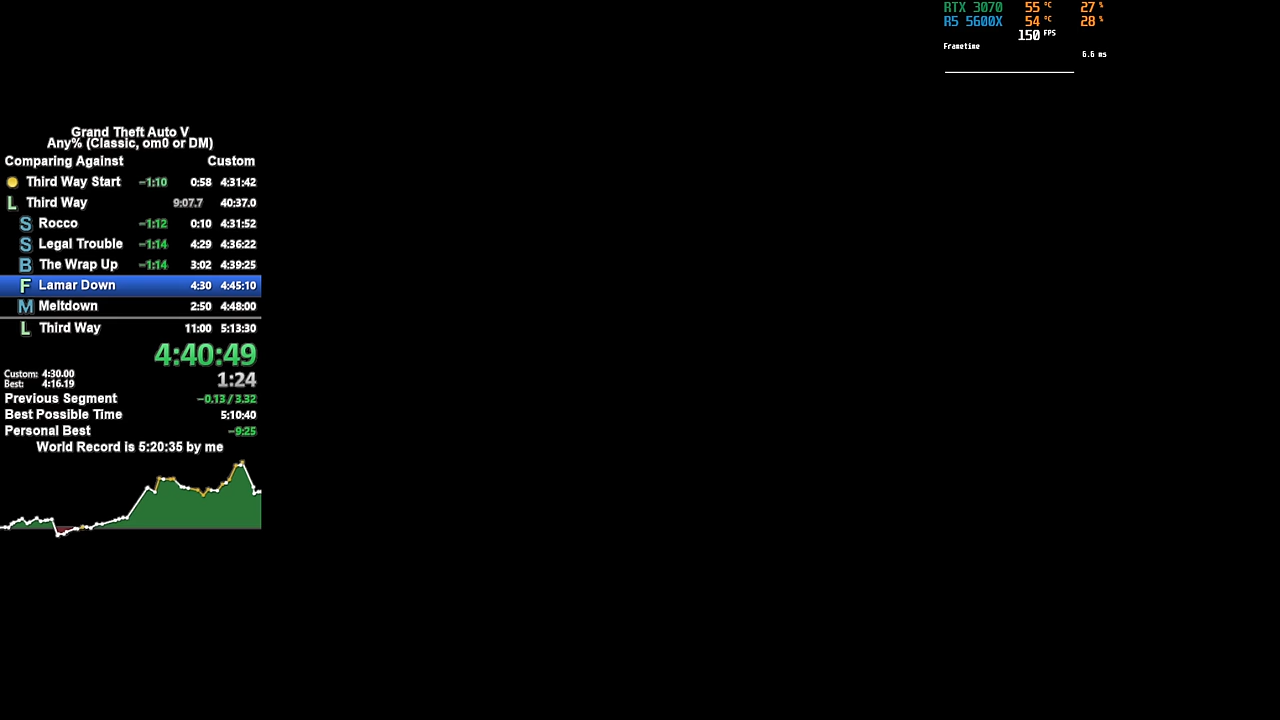 RTX 3070 55 °C 27 %
R5 5600X 54 °C 28 %
150 FPS
Frametime
6.6 ms
Grand Theft Auto V
Any% (Classic, om0 or DM)
Comparing Against Custom
Third Way Start −1:10 0:58 4:31:42
L Third Way 9:07.7 40:37.0
S Rocco −1:12 0:10 4:31:52
S Legal Trouble −1:14 4:29 4:36:22
B The Wrap Up −1:14 3:02 4:39:25
F Lamar Down 4:30 4:45:10
M Meltdown 2:50 4:48:00
L Third Way 11:00 5:13:30
4:40:49
Custom: 4:30.00
Best: 4:16.19
1:24
Previous Segment −0.13 / 3.32
Best Possible Time 5:10:40
Personal Best −9:25
World Record is 5:20:35 by me